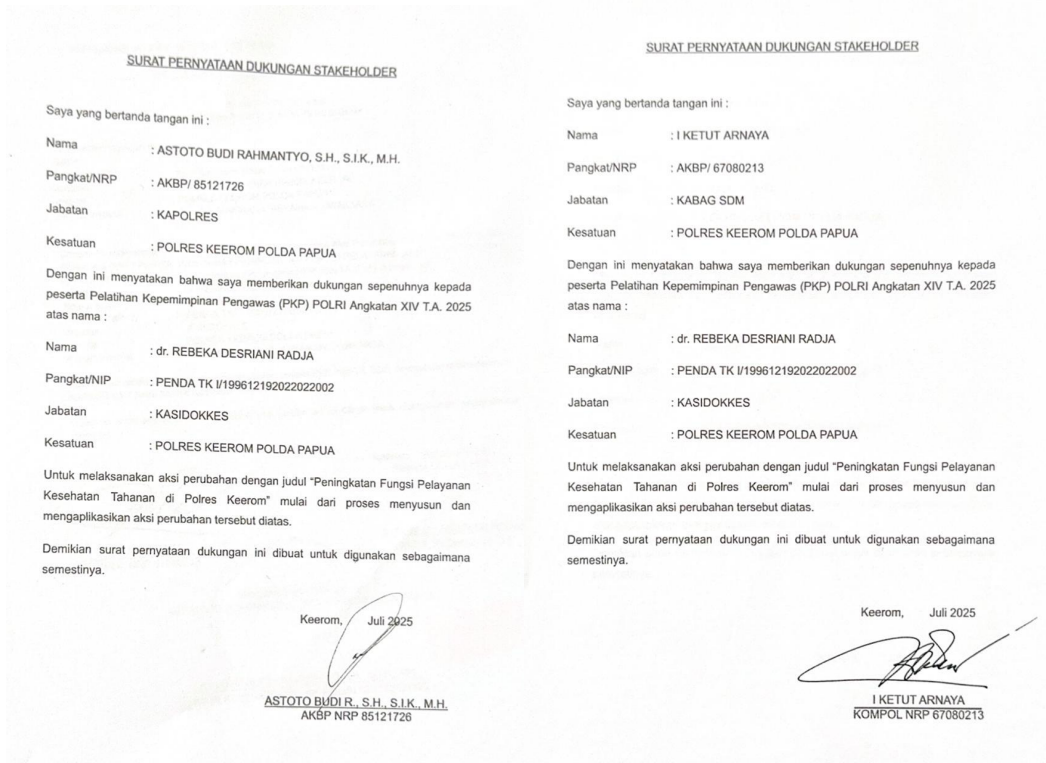 SURAT PERNYATAAN DUKUNGAN STAKEHOLDER
Saya yang bertanda tangan ini :
Nama : ASTOTO BUDI RAHMANTYO, S.H., S.I.K., M.H.
Pangkat/NRP : AKBP/ 85121726
Jabatan : KAPOLRES
Kesatuan : POLRES KEEROM POLDA PAPUA
Dengan ini menyatakan bahwa saya memberikan dukungan sepenuhnya kepada
peserta Pelatihan Kepemimpinan Pengawas (PKP) POLRI Angkatan XIV T.A. 2025
atas nama :
Nama : dr. REBEKA DESRIANI RADJA
Pangkat/NIP : PENDA TK I/199612192022022002
Jabatan : KASIDOKKES
Kesatuan : POLRES KEEROM POLDA PAPUA
Untuk melaksanakan aksi perubahan dengan judul “Peningkatan Fungsi Pelayanan
Kesehatan Tahanan di Polres Keerom” mulai dari proses menyusun dan
mengaplikasikan aksi perubahan tersebut diatas.
Demikian surat pernyataan dukungan ini dibuat untuk digunakan sebagaimana
semestinya.
Keerom, Juli 2025
ASTOTO BUDI R., S.H., S.I.K., M.H.
AKBP NRP 85121726
SURAT PERNYATAAN DUKUNGAN STAKEHOLDER
Saya yang bertanda tangan ini :
Nama : I KETUT ARNAYA
Pangkat/NRP : AKBP/ 67080213
Jabatan : KABAG SDM
Kesatuan : POLRES KEEROM POLDA PAPUA
Dengan ini menyatakan bahwa saya memberikan dukungan sepenuhnya kepada
peserta Pelatihan Kepemimpinan Pengawas (PKP) POLRI Angkatan XIV T.A. 2025
atas nama :
Nama : dr. REBEKA DESRIANI RADJA
Pangkat/NIP : PENDA TK I/199612192022022002
Jabatan : KASIDOKKES
Kesatuan : POLRES KEEROM POLDA PAPUA
Untuk melaksanakan aksi perubahan dengan judul “Peningkatan Fungsi Pelayanan
Kesehatan Tahanan di Polres Keerom” mulai dari proses menyusun dan
mengaplikasikan aksi perubahan tersebut diatas.
Demikian surat pernyataan dukungan ini dibuat untuk digunakan sebagaimana
semestinya.
Keerom, Juli 2025
I KETUT ARNAYA
KOMPOL NRP 67080213